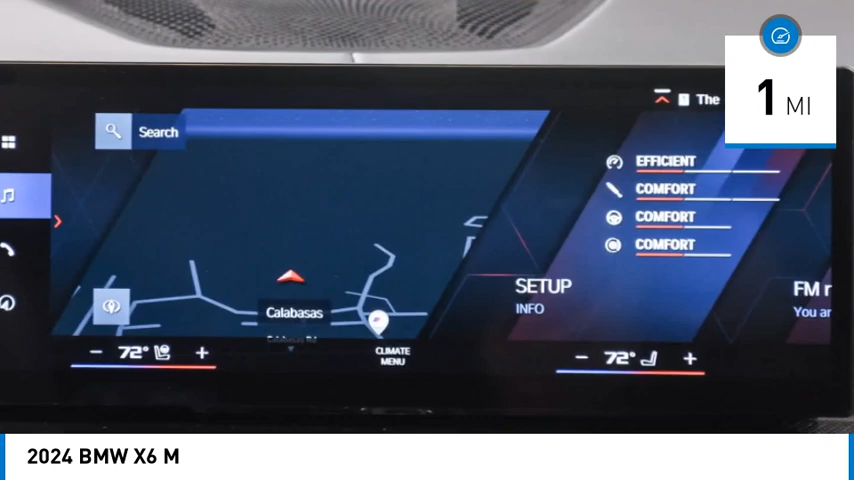 1 MI
The
Search
EFFICIENT
COMFORT
COMFORT
COMFORT
SETUP
INFO
Calabasas
FM
You
72°
CLIMATE
MENU
72°
2024 BMW X6 M